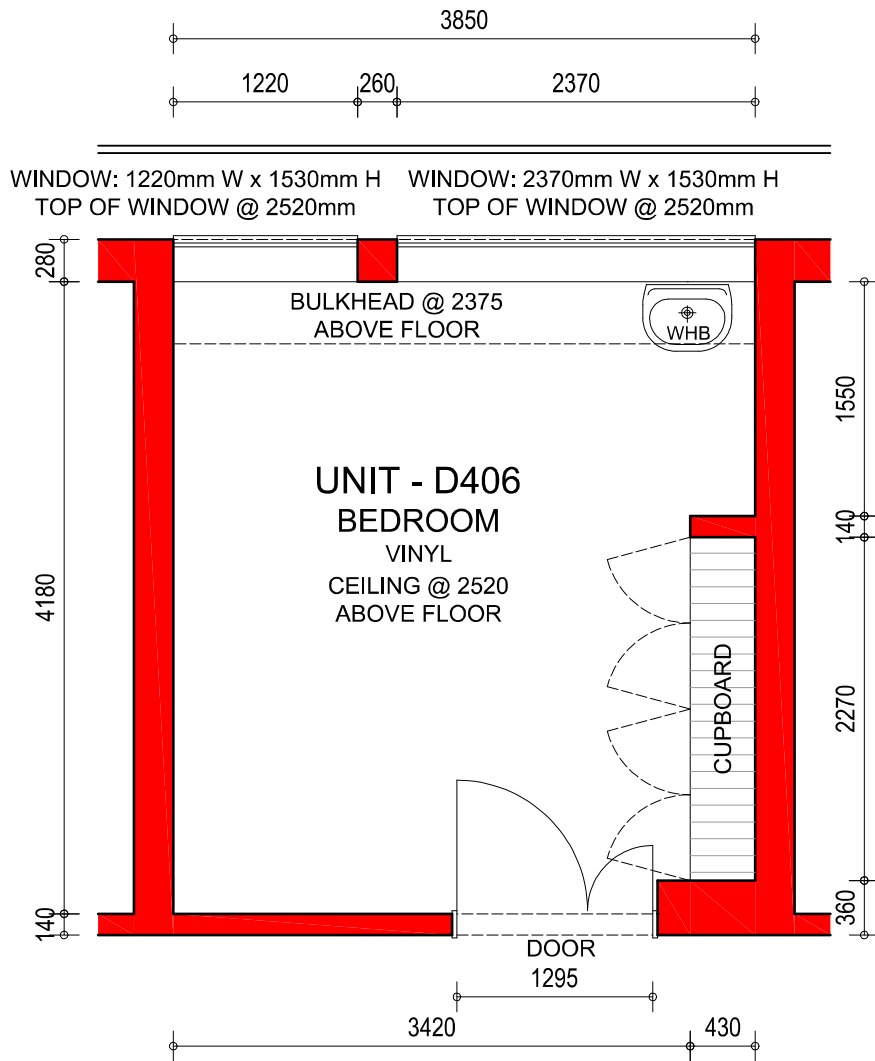 3850
1220
260
2370
WINDOW: 1220mm W x 1530mm H
TOP OF WINDOW @ 2520mm
WINDOW: 2370mm W x 1530mm H
TOP OF WINDOW @ 2520mm
280
BULKHEAD @ 2375
ABOVE FLOOR
WHB
1550
UNIT - D406
BEDROOM
VINYL
CEILING @ 2520
ABOVE FLOOR
140
4180
CUPBOARD
2270
140
360
DOOR
1295
3420
430